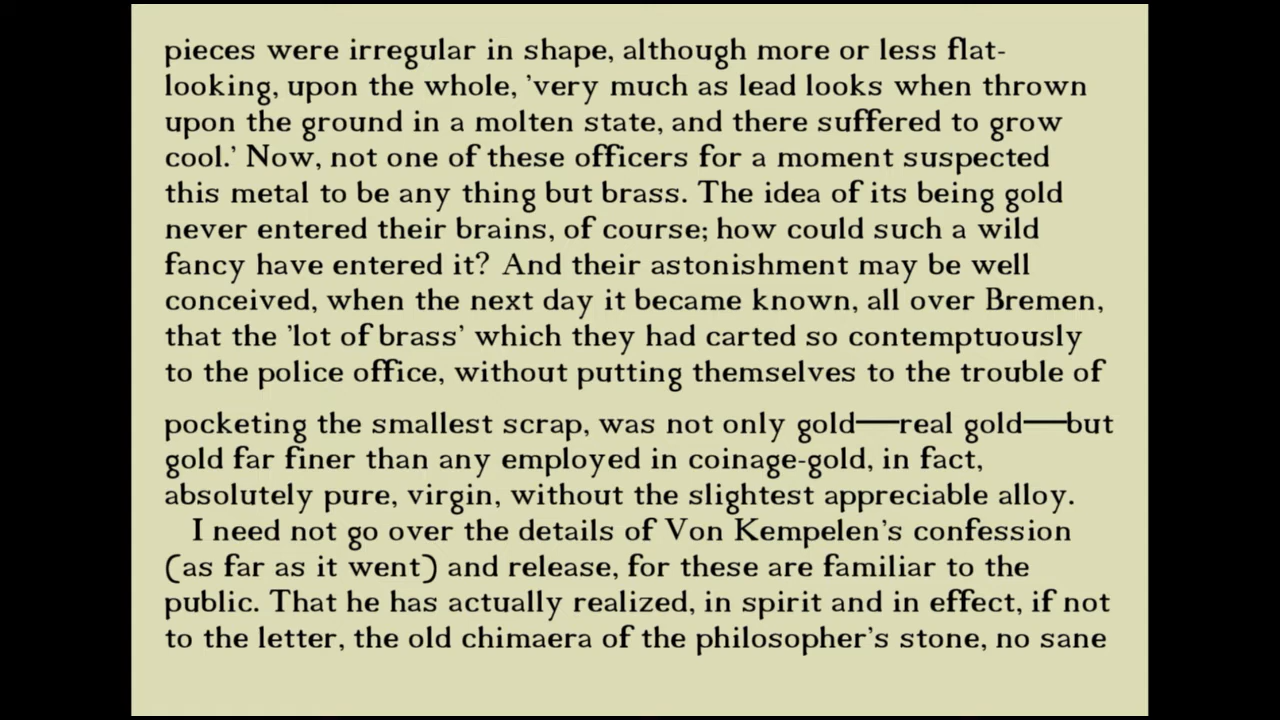 pieces were irregular in shape, although more or less flat-
looking, upon the whole, 'very much as lead looks when thrown
upon the ground in a molten state, and there suffered to grow
cool.' Now, not one of these officers for a moment suspected
this metal to be any thing but brass. The idea of its being gold
never entered their brains, of course; how could such a wild
fancy have entered it? And their astonishment may be well
conceived, when the next day it became known, all over Bremen,
that the 'lot of brass' which they had carted so contemptuously
to the police office, without putting themselves to the trouble of
pocketing the smallest scrap, was not only gold—real gold—but
gold far finer than any employed in coinage-gold, in fact,
absolutely pure, virgin, without the slightest appreciable alloy.
I need not go over the details of Von Kempelen's confession
(as far as it went) and release, for these are familiar to the
public. That he has actually realized, in spirit and in effect, if not
to the letter, the old chimaera of the philosopher's stone, no sane